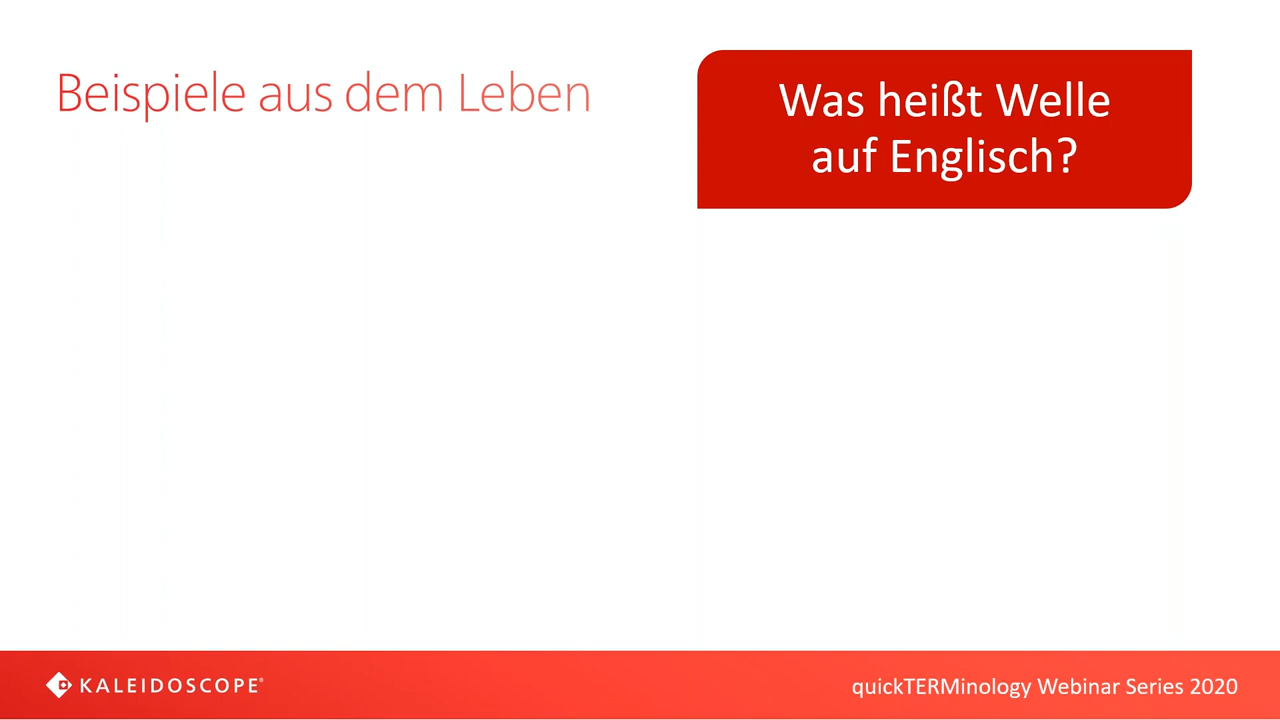 Beispiele aus dem Leben
Was heißt Welle
auf Englisch?
KALEIDOSCOPE®
quickTERMinology Webinar Series 2020